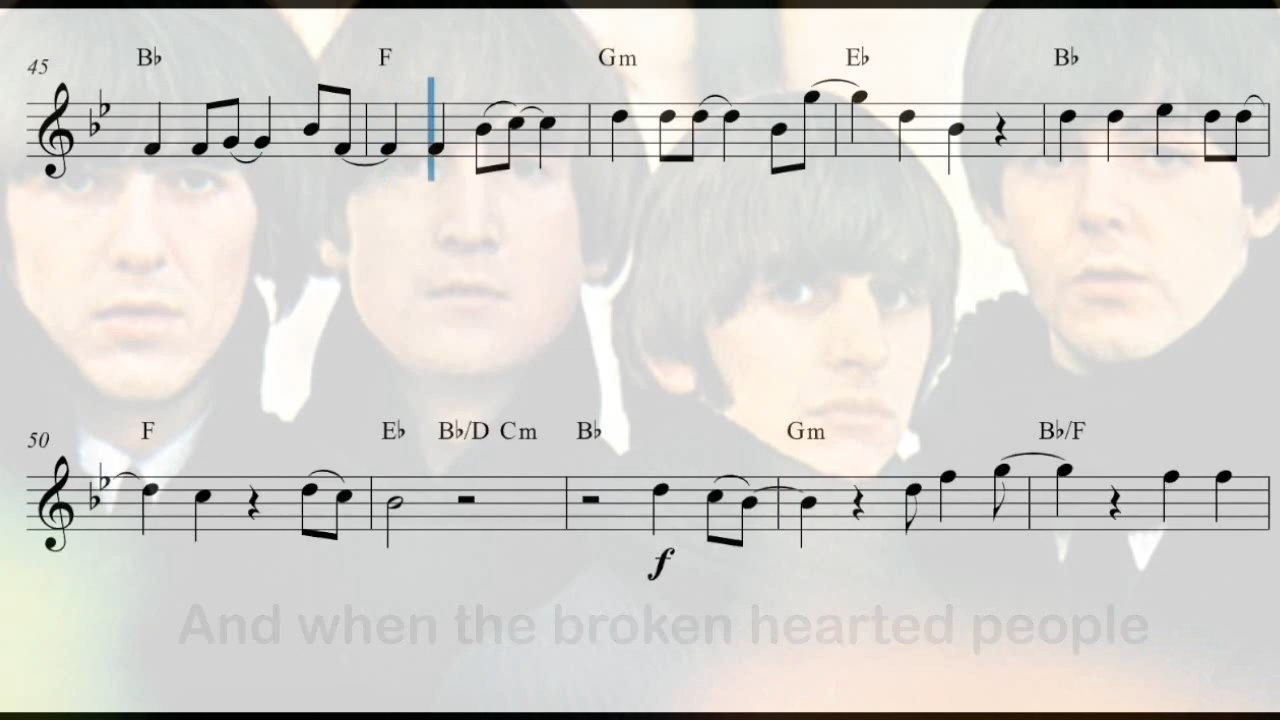 B♭ F Gm E♭ B♭
45
F E♭ B♭/D Cm B♭ Gm B♭/F
50
f
And when the broken hearted people